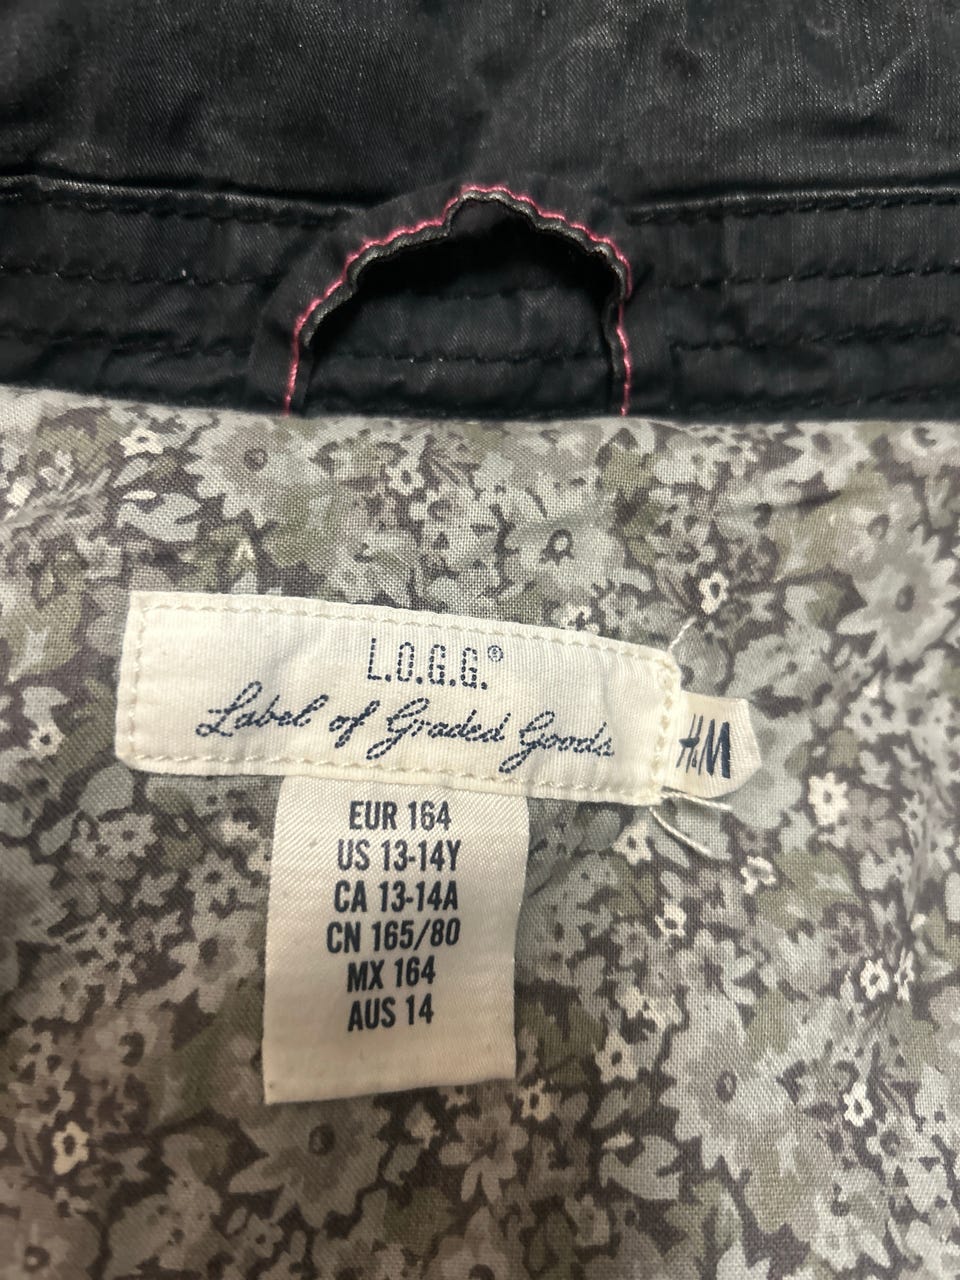 L.O.G.G.®
Label of Graded Goods
H&M
EUR 164
US 13-14Y
CA 13-14A
CN 165/80
MX 164
AUS 14